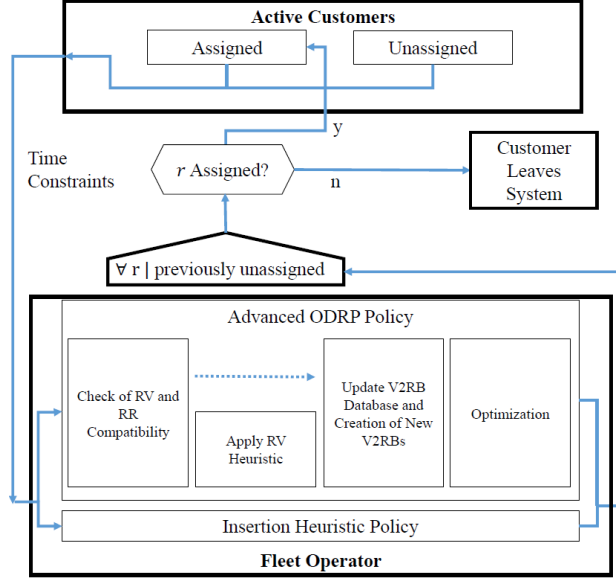 Active Customers
Assigned
Unassigned
y
Time
Constraints
r Assigned?
n
Customer
Leaves
System
∀ r | previously unassigned
Advanced ODRP Policy
Check of RV and
RR
Compatibility
Apply RV
Heuristic
Update V2RB
Database and
Creation of New
V2RBs
Optimization
Insertion Heuristic Policy
Fleet Operator